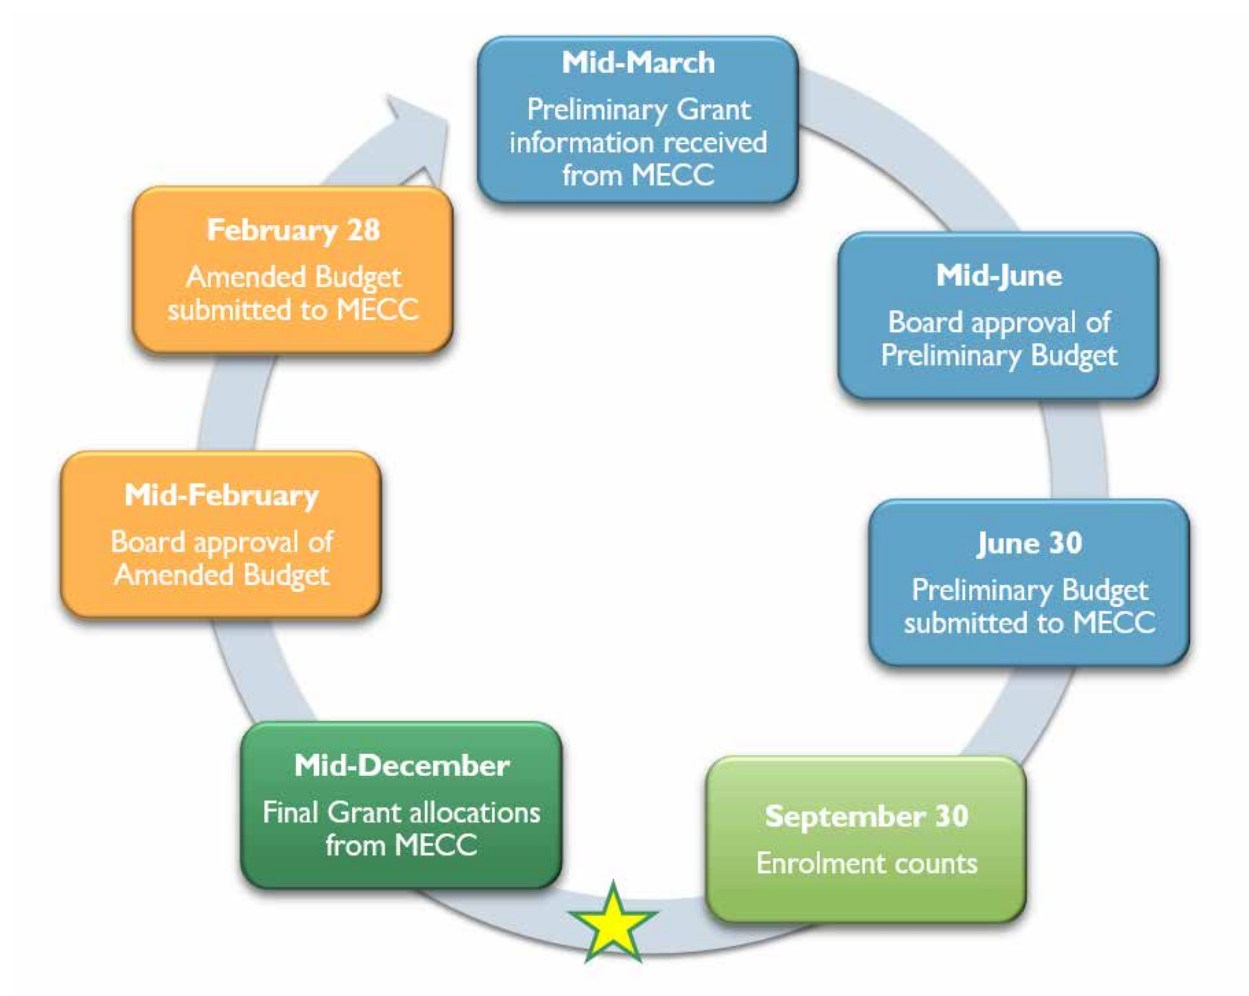 Mid-March
Preliminary Grant
information received
from MECC
Mid-June
Board approval of
Preliminary Budget
June 30
Preliminary Budget
submitted to MECC
September 30
Enrolment counts
Mid-December
Final Grant allocations
from MECC
Mid-February
Board approval of
Amended Budget
February 28
Amended Budget
submitted to MECC